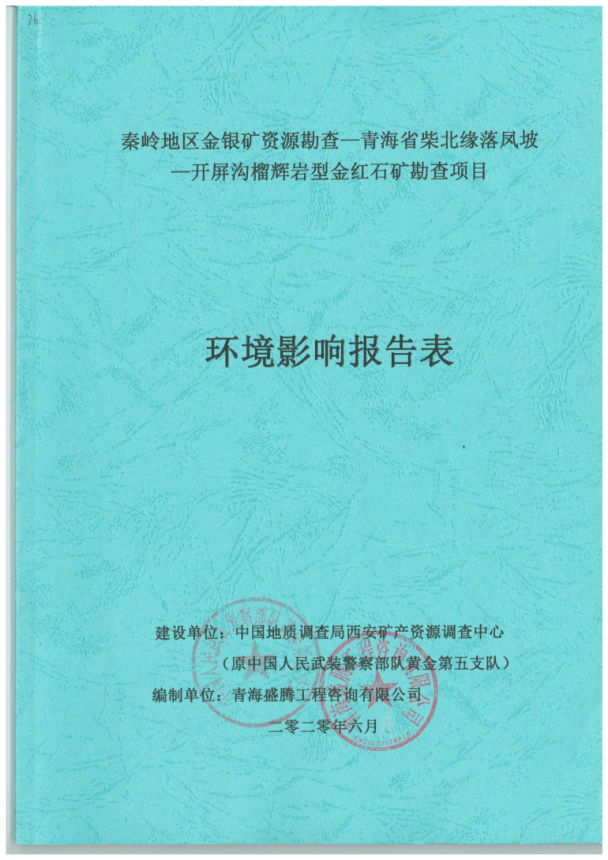 秦岭地区金银矿资源勘查—青海省柴北缘落凤坡
—开屏沟榴辉岩型金红石矿勘查项目
环境影响报告表
建设单位：中国地质调查局西安矿产资源调查中心
（原中国人民武装警察部队黄金第五支队）
编制单位：青海盛腾工程咨询有限公司
二零二零年六月